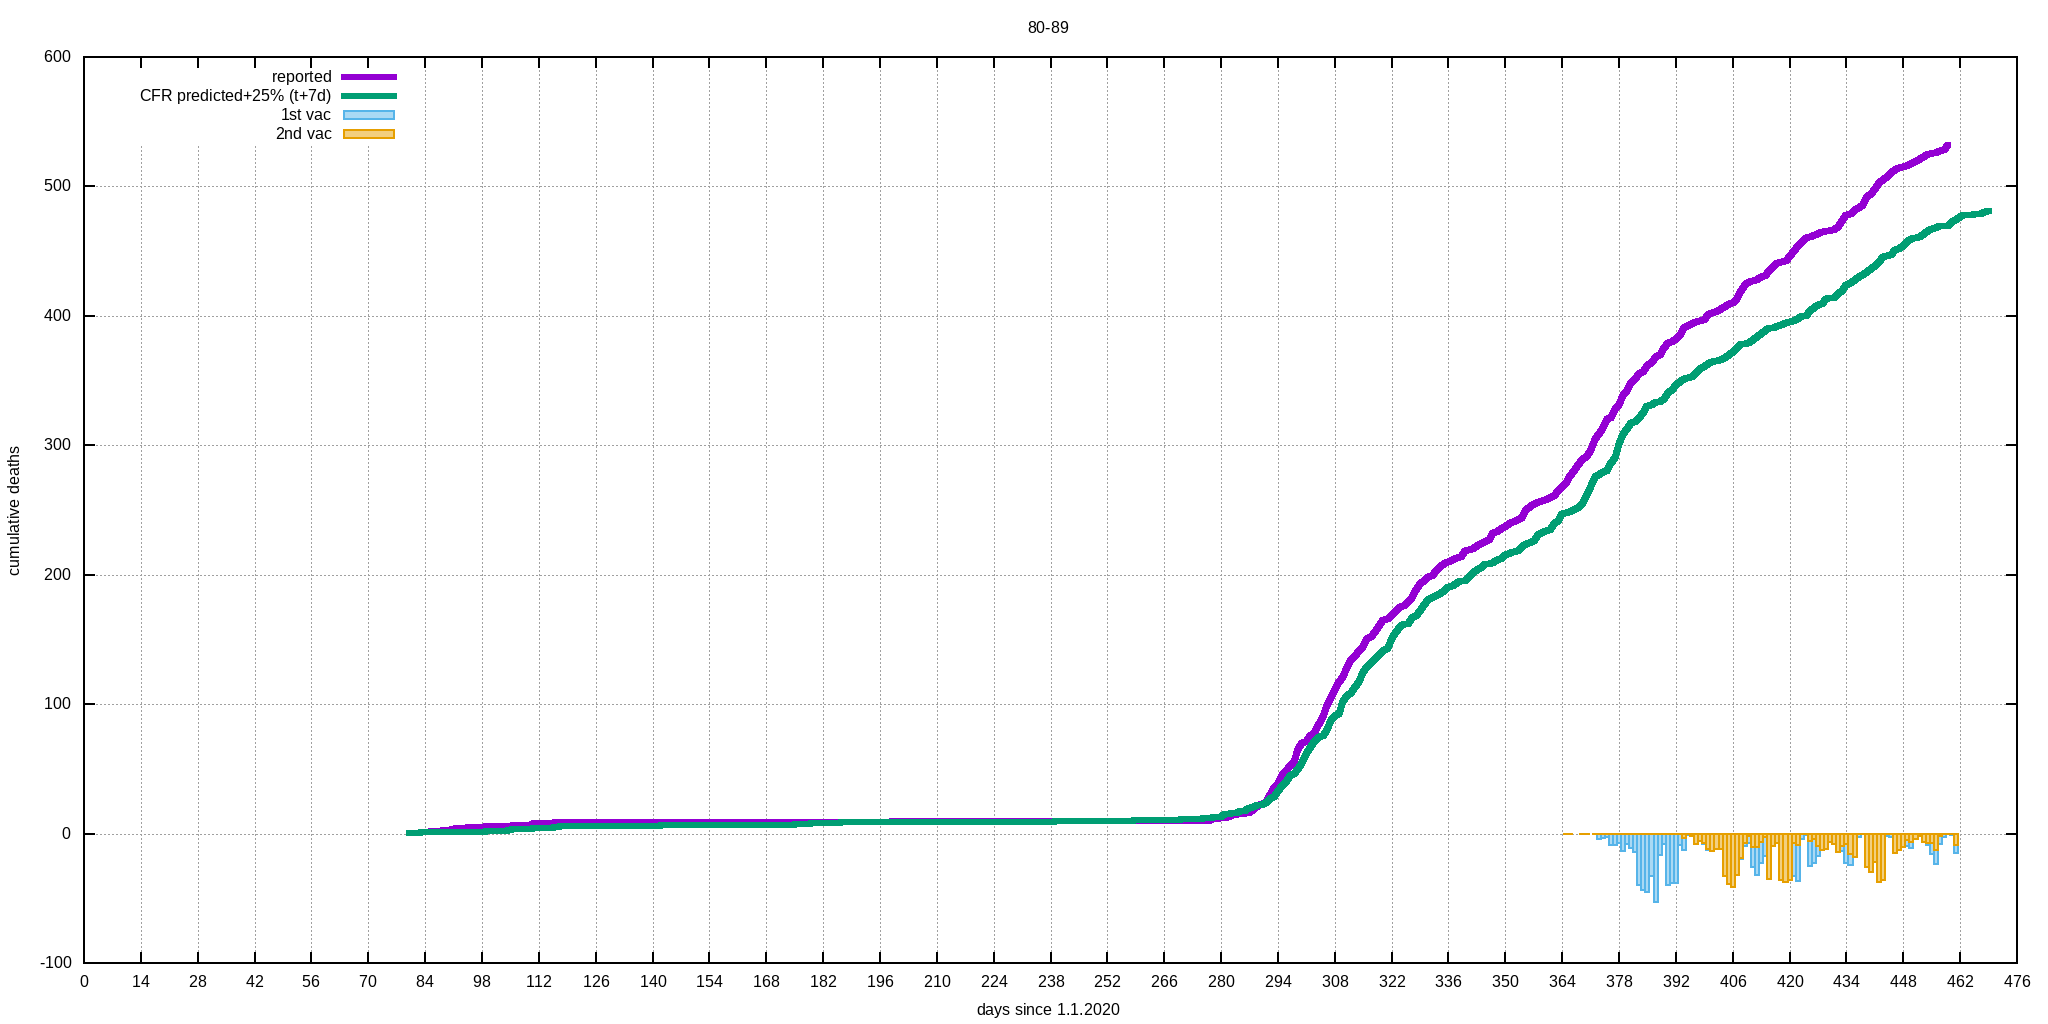 80-89
600
500
400
300
200
100
0
-100
cumulative deaths
reported
CFR predicted+25% (t+7d)
1st vac
2nd vac
0 14 28 42 56 70 84 98 112 126 140 154 168 182 196 210 224 238 252 266 280 294 308 322 336 350 364 378 392 406 420 434 448 462 476
days since 1.1.2020